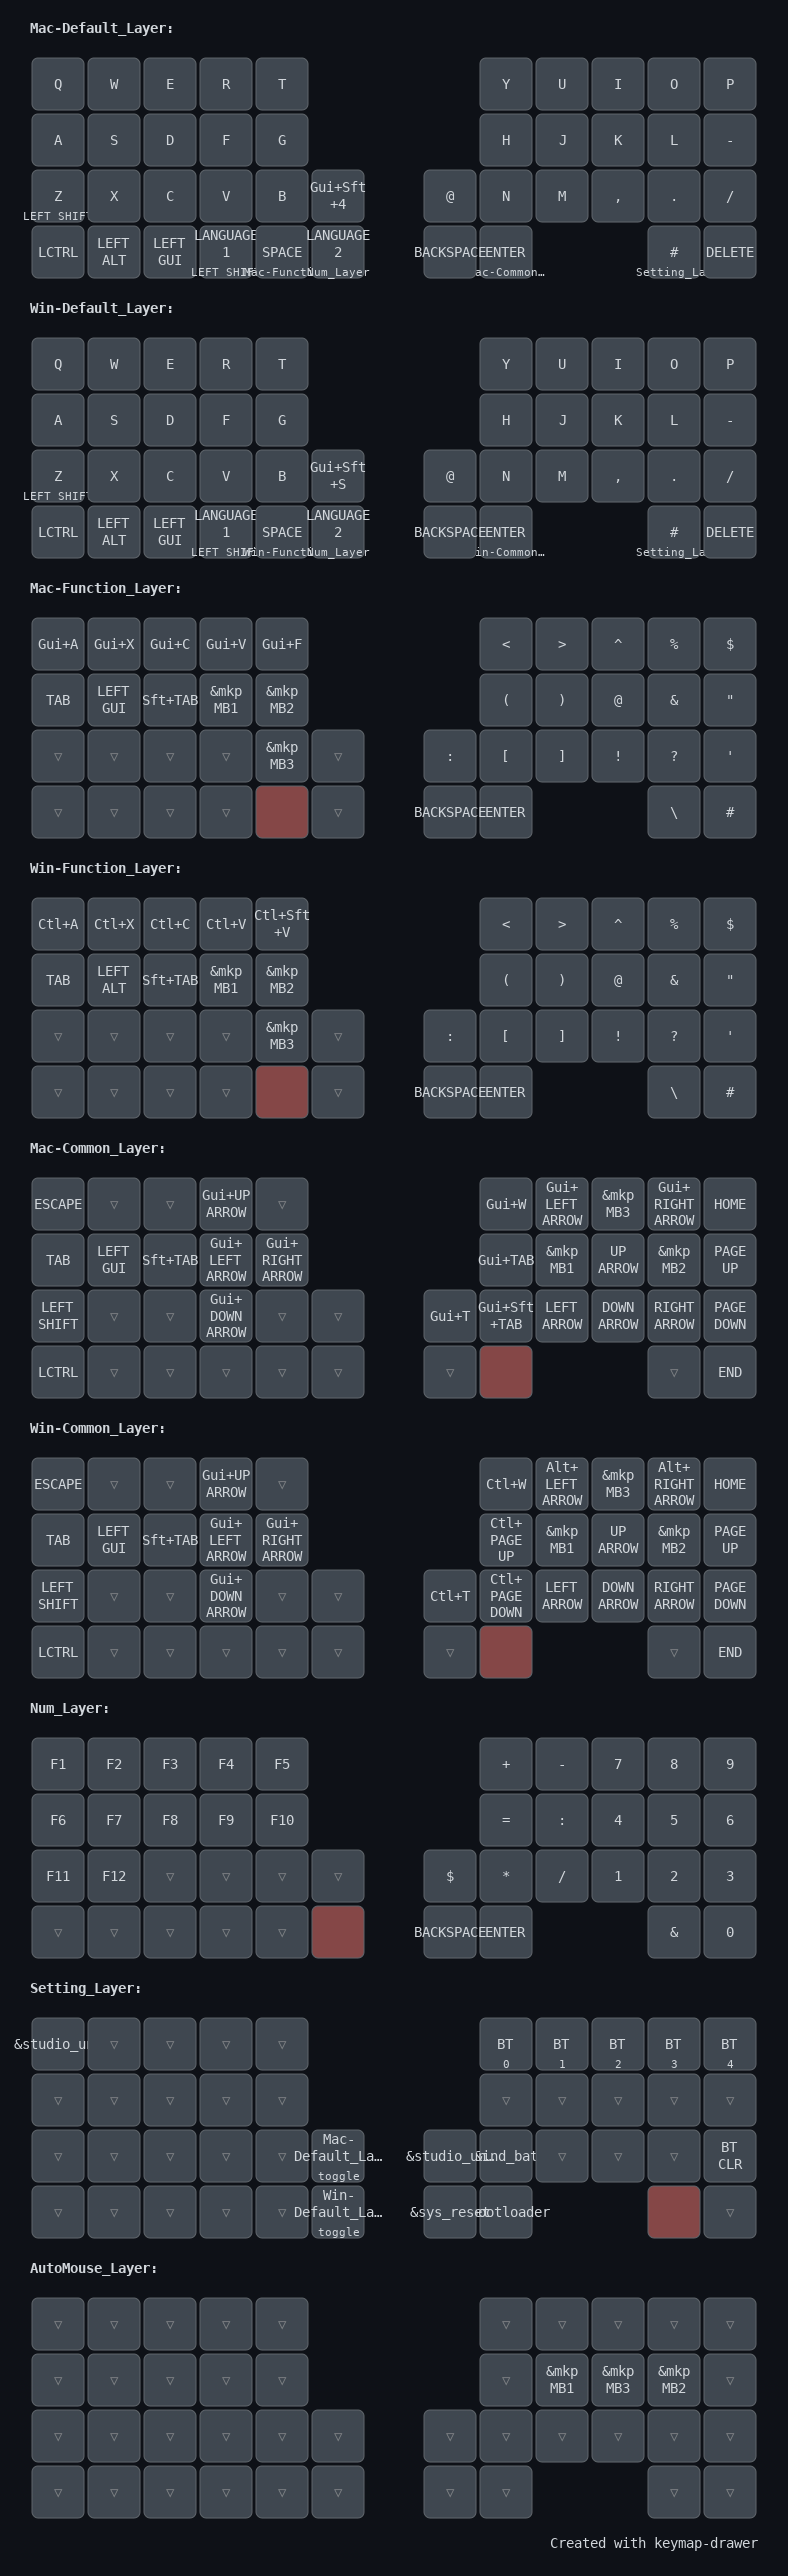 Mac-Default_Layer:
Q W E R T Y U I O P
A S D F G H J K L -
Z X C V B Gui+Sft +4 @ N M , . /
LEFT SHIF
LCTRL LEFT ALT LEFT GUI LANGUAGE 1 SPACE LANGUAGE 2 BACKSPACE ENTER # DELETE
LEFT SHIF Mac-Functi Num_Layer ac-Common… Setting_La
Win-Default_Layer:
Q W E R T Y U I O P
A S D F G H J K L -
Z X C V B Gui+Sft +S @ N M , . /
LEFT SHIF
LCTRL LEFT ALT LEFT GUI LANGUAGE 1 SPACE LANGUAGE 2 BACKSPACE ENTER # DELETE
LEFT SHIF in-Functi Num_Layer in-Common… Setting_La
Mac-Function_Layer:
Gui+A Gui+X Gui+C Gui+V Gui+F < > ^ % $
TAB LEFT GUI Sft+TAB &mkp MB1 &mkp MB2 ( ) @ & "
▽ ▽ ▽ ▽ &mkp MB3 ▽ : [ ] ! ? '
▽ ▽ ▽ ▽ ▽ BACKSPACE ENTER \ #
Win-Function_Layer:
Ctl+A Ctl+X Ctl+C Ctl+V Ctl+Sft +V < > ^ % $
TAB LEFT ALT Sft+TAB &mkp MB1 &mkp MB2 ( ) @ & "
▽ ▽ ▽ ▽ &mkp MB3 ▽ : [ ] ! ? '
▽ ▽ ▽ ▽ ▽ BACKSPACE ENTER \ #
Mac-Common_Layer:
ESCAPE ▽ ▽ Gui+UP ARROW ▽ Gui+W Gui+ LEFT ARROW &mkp MB3 Gui+ RIGHT ARROW HOME
TAB LEFT GUI Sft+TAB Gui+ LEFT ARROW Gui+ RIGHT ARROW Gui+TAB &mkp MB1 UP ARROW &mkp MB2 PAGE UP
LEFT SHIFT ▽ ▽ Gui+ DOWN ARROW ▽ ▽ Gui+T Gui+Sft +TAB LEFT ARROW DOWN ARROW RIGHT ARROW PAGE DOWN
LCTRL ▽ ▽ ▽ ▽ ▽ ▽ ▽ END
Win-Common_Layer:
ESCAPE ▽ ▽ Gui+UP ARROW ▽ Ctl+W Alt+ LEFT ARROW &mkp MB3 Alt+ RIGHT ARROW HOME
TAB LEFT GUI Sft+TAB Gui+ LEFT ARROW Gui+ RIGHT ARROW Ctl+ PAGE UP &mkp MB1 UP ARROW &mkp MB2 PAGE UP
LEFT SHIFT ▽ ▽ Gui+ DOWN ARROW ▽ ▽ Ctl+T Ctl+ PAGE DOWN LEFT ARROW DOWN ARROW RIGHT ARROW PAGE DOWN
LCTRL ▽ ▽ ▽ ▽ ▽ ▽ ▽ END
Num_Layer:
F1 F2 F3 F4 F5 + - 7 8 9
F6 F7 F8 F9 F10 = : 4 5 6
F11 F12 ▽ ▽ ▽ ▽ $ * / 1 2 3
▽ ▽ ▽ ▽ ▽ BACKSPACE ENTER & 0
Setting_Layer:
&studio_u ▽ ▽ ▽ ▽ BT BT BT BT BT
0 1 2 3 4
▽ ▽ ▽ ▽ ▽ ▽ ▽ ▽ ▽ ▽
▽ ▽ ▽ ▽ ▽ Mac- Default_La… &studio_u ind_bat ▽ ▽ ▽ BT CLR
toggle
▽ ▽ ▽ ▽ ▽ Win- Default_La… &sys_reset otloader ▽
toggle
AutoMouse_Layer:
▽ ▽ ▽ ▽ ▽ ▽ ▽ ▽ ▽ ▽
▽ ▽ ▽ ▽ ▽ ▽ &mkp MB1 &mkp MB3 &mkp MB2 ▽
▽ ▽ ▽ ▽ ▽ ▽ ▽ ▽ ▽ ▽ ▽ ▽
▽ ▽ ▽ ▽ ▽ ▽ ▽ ▽ ▽ ▽
Created with keymap-drawer